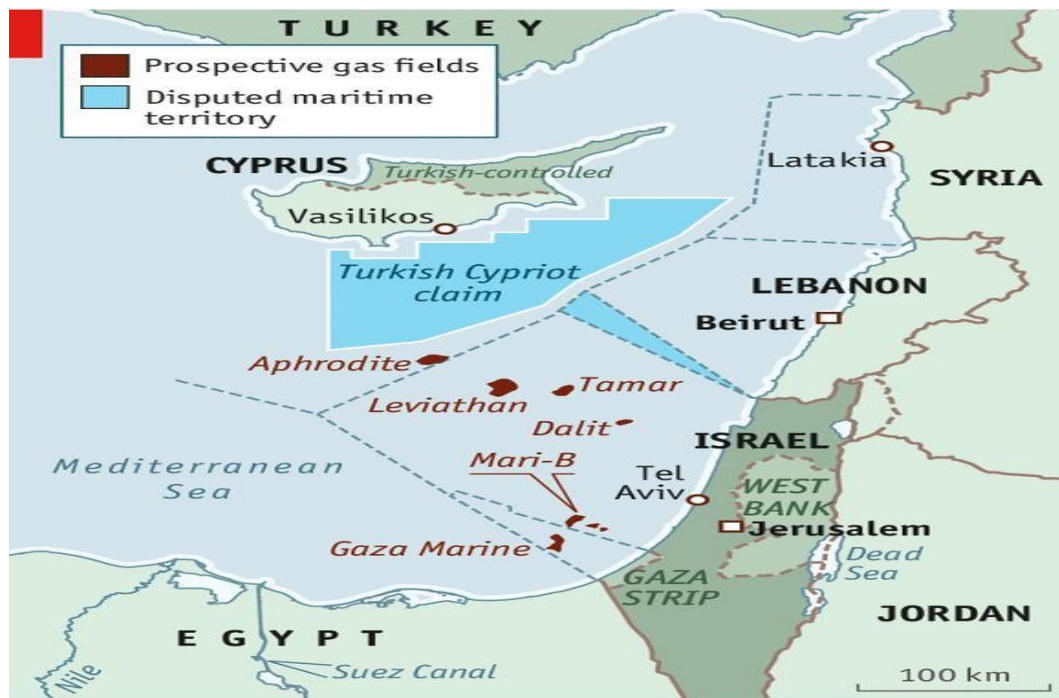 T U R K E Y
Prospective gas fields
Disputed maritime
territory
CYPRUS
Turkish-controlled
Latakia
SYRIA
Vasilikos
Turkish Cypriot
claim
LEBANON
Beirut
Aphrodite
Leviathan
Tamar
Dalit
ISRAEL
Mari-B
Mediterranean
Sea
Tel
Aviv
WEST
BANK
Jerusalem
Gaza Marine
Dead
Sea
GAZA
STRIP
JORDAN
E G Y P T
Suez Canal
Nile
100 km